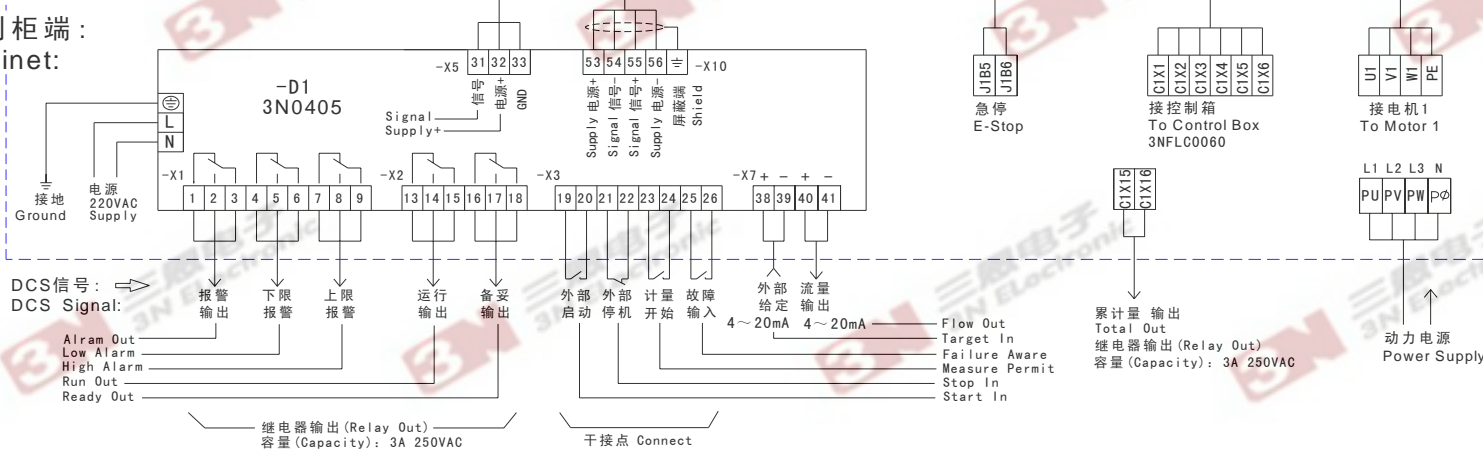 柜端:
inet:
-D1
3N0405
L
N
接地
Ground
电源
220VAC
Supply
-X5 31 32 33
信号
电源+
GND
Signal
Supply+
53 54 55 56 -X10
Supply 电源+
Signal 信号-
Signal 信号+
Supply 电源-
屏蔽端
Shield
-X1
1 2 3 4 5 6 7 8 9
-X2
13 14 15 16 17 18
-X3
19 20 21 22 23 24 25 26
-X7 + - + -
38 39 40 41
J1B5
J1B6
急停
E-Stop
C1X1
C1X2
C1X3
C1X4
C1X5
C1X6
接控制箱
To Control Box
3NFLC0060
U1
V1
W1
PE
接电机1
To Motor 1
C1X15
C1X16
L1 L2 L3 N
PU PV PW PØ
DCS信号:
DCS Signal:
报警
输出
下限
报警
上限
报警
运行
输出
备妥
输出
外部
启动
外部
停机
计量
开始
故障
输入
外部
给定
4～20mA
流量
输出
4～20mA
Alram Out
Low Alarm
High Alarm
Run Out
Ready Out
Flow Out
Target In
Failure Aware
Measure Permit
Stop In
Start In
累计量 输出
Total Out
继电器输出(Relay Out)
容量(Capacity): 3A 250VAC
动力电源
Power Supply
继电器输出(Relay Out)
容量(Capacity): 3A 250VAC
干接点 Connect
3N
三恩电子
3N Electronic